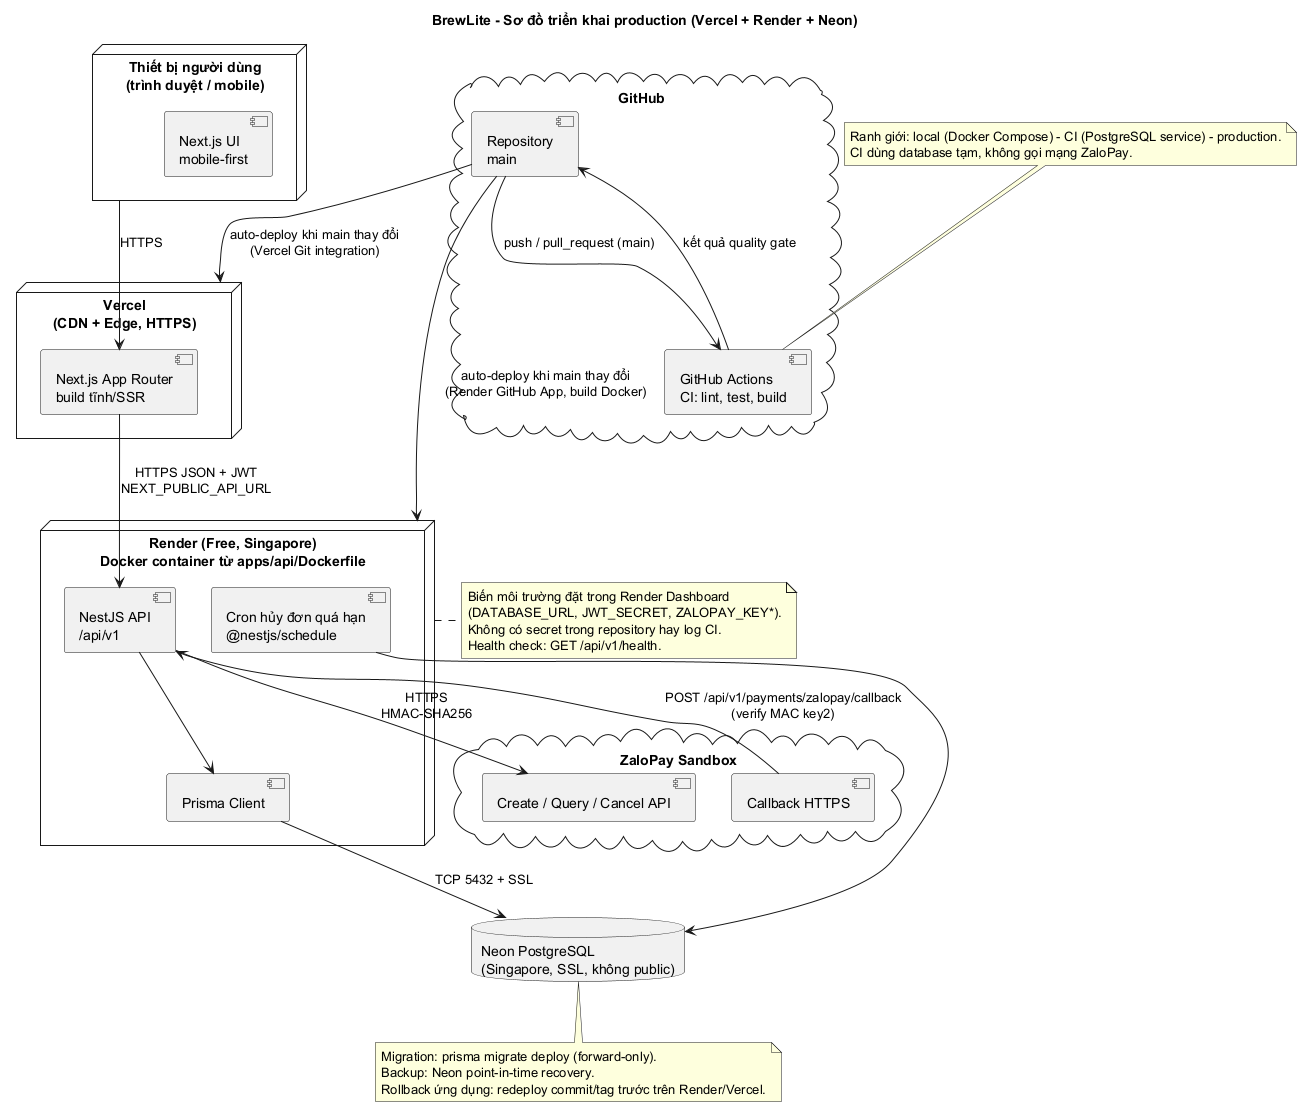 BrewLite - Sơ đồ triển khai production (Vercel + Render + Neon)
Thiết bị người dùng
(trình duyệt / mobile)
Next.js UI
mobile-first
GitHub
Repository
main
Ranh giới: local (Docker Compose) - CI (PostgreSQL service) - production.
CI dùng database tạm, không gọi mạng ZaloPay.
HTTPS
auto-deploy khi main thay đổi
(Vercel Git integration)
push / pull_request (main)
kết quả quality gate
Vercel
(CDN + Edge, HTTPS)
Next.js App Router
build tĩnh/SSR
auto-deploy khi main thay đổi
(Render GitHub App, build Docker)
GitHub Actions
CI: lint, test, build
HTTPS JSON + JWT
NEXT_PUBLIC_API_URL
Render (Free, Singapore)
Docker container từ apps/api/Dockerfile
NestJS API
/api/v1
Cron hủy đơn quá hạn
@nestjs/schedule
Biến môi trường đặt trong Render Dashboard
(DATABASE_URL, JWT_SECRET, ZALOPAY_KEY*).
Không có secret trong repository hay log CI.
Health check: GET /api/v1/health.
HTTPS
HMAC-SHA256
POST /api/v1/payments/zalopay/callback
(verify MAC key2)
ZaloPay Sandbox
Prisma Client
Create / Query / Cancel API
Callback HTTPS
TCP 5432 + SSL
Neon PostgreSQL
(Singapore, SSL, không public)
Migration: prisma migrate deploy (forward-only).
Backup: Neon point-in-time recovery.
Rollback ứng dụng: redeploy commit/tag trước trên Render/Vercel.